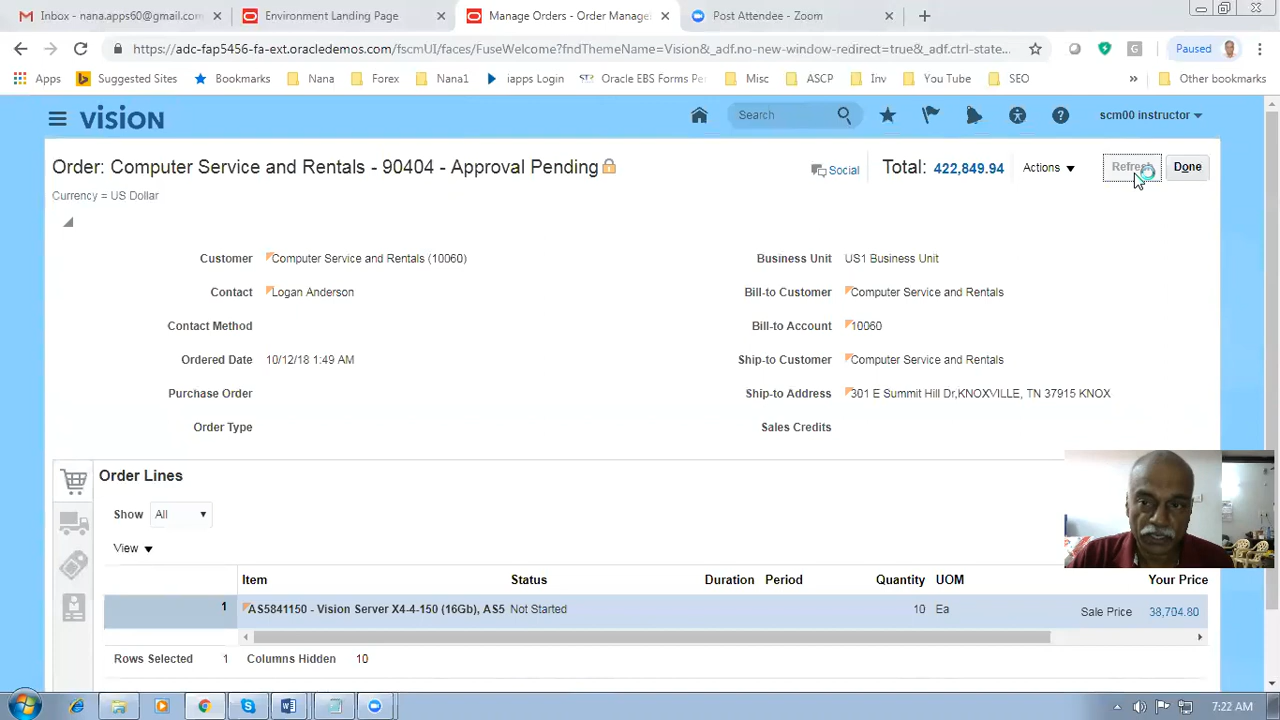 Inbox - nana.apps60@gmail.com
Environment Landing Page
Manage Orders - Order Manage
Post Attendee - Zoom
https://adc-fap5456-fa-ext.oracledemos.com/fscmUI/faces/FuseWelcome?fndThemeName=Vision&_adf.no-new-window-redirect=true&_adf.ctrl-state...
Paused
Apps
Suggested Sites
Bookmarks
Nana
Forex
Nana1
iapps Login
Oracle EBS Forms Pe
Misc
ASCP
Inv
You Tube
SEO
Other bookmarks
vision
Search
scm00 instructor
Order: Computer Service and Rentals - 90404 - Approval Pending
Social
Total: 422,849.94
Actions
Refresh
Done
Currency = US Dollar
Customer Computer Service and Rentals (10060)
Business Unit US1 Business Unit
Contact Logan Anderson
Bill-to Customer Computer Service and Rentals
Contact Method
Bill-to Account 10060
Ordered Date 10/12/18 1:49 AM
Ship-to Customer Computer Service and Rentals
Purchase Order
Ship-to Address 301 E Summit Hill Dr,KNOXVILLE, TN 37915 KNOX
Order Type
Sales Credits
Order Lines
Show All
View
Item Status Duration Period Quantity UOM Your Price
1 AS5841150 - Vision Server X4-4-150 (16Gb), AS5 Not Started 10 Ea Sale Price 38,704.80
Rows Selected 1 Columns Hidden 10
7:22 AM